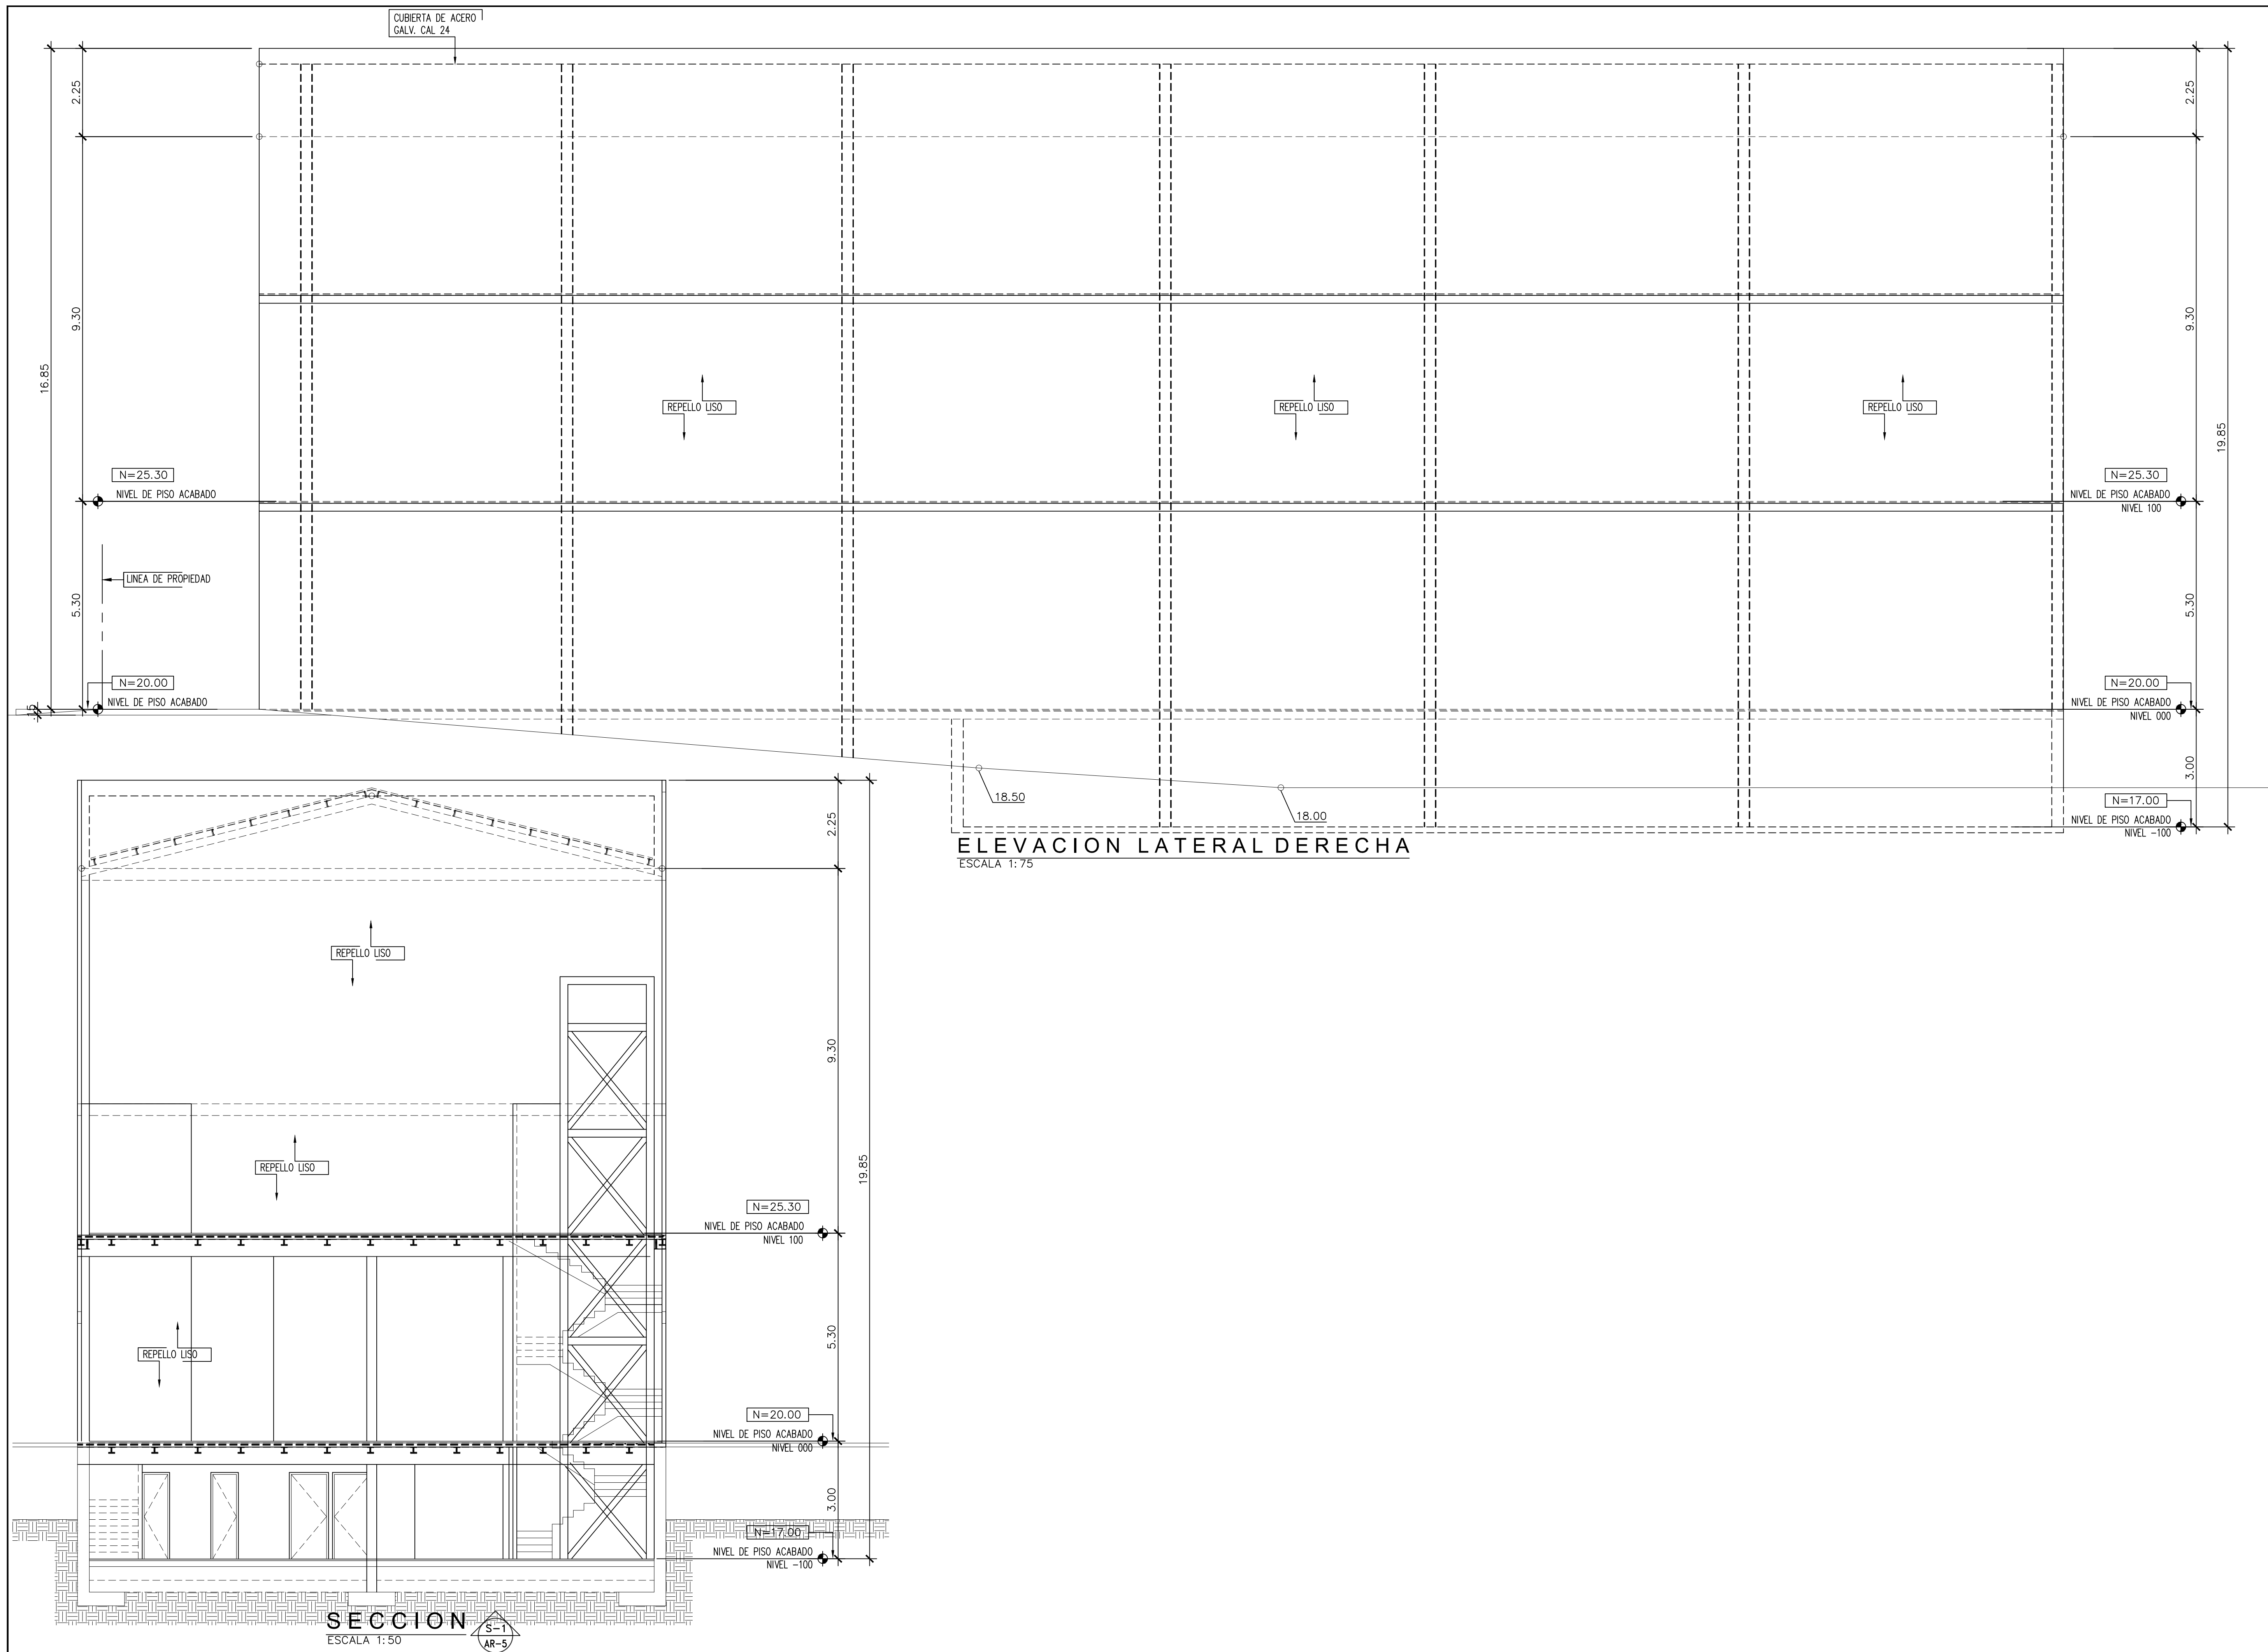 CUBIERTA DE ACERO
GALV. CAL 24
2.25
9.30
16.85
5.30
.15
N=25.30
NIVEL DE PISO ACABADO
LINEA DE PROPIEDAD
N=20.00
NIVEL DE PISO ACABADO
REPELLO LISO
REPELLO LISO
REPELLO LISO
2.25
9.30
19.85
5.30
3.00
N=25.30
NIVEL DE PISO ACABADO
NIVEL 100
N=20.00
NIVEL DE PISO ACABADO
NIVEL 000
N=17.00
NIVEL DE PISO ACABADO
NIVEL -100
18.50
18.00
ELEVACION LATERAL DERECHA
ESCALA 1:75
REPELLO LISO
REPELLO LISO
REPELLO LISO
2.25
9.30
19.85
5.30
3.00
N=25.30
NIVEL DE PISO ACABADO
NIVEL 100
N=20.00
NIVEL DE PISO ACABADO
NIVEL 000
N=17.00
NIVEL DE PISO ACABADO
NIVEL -100
SECCION
ESCALA 1:50
S-1
AR-5